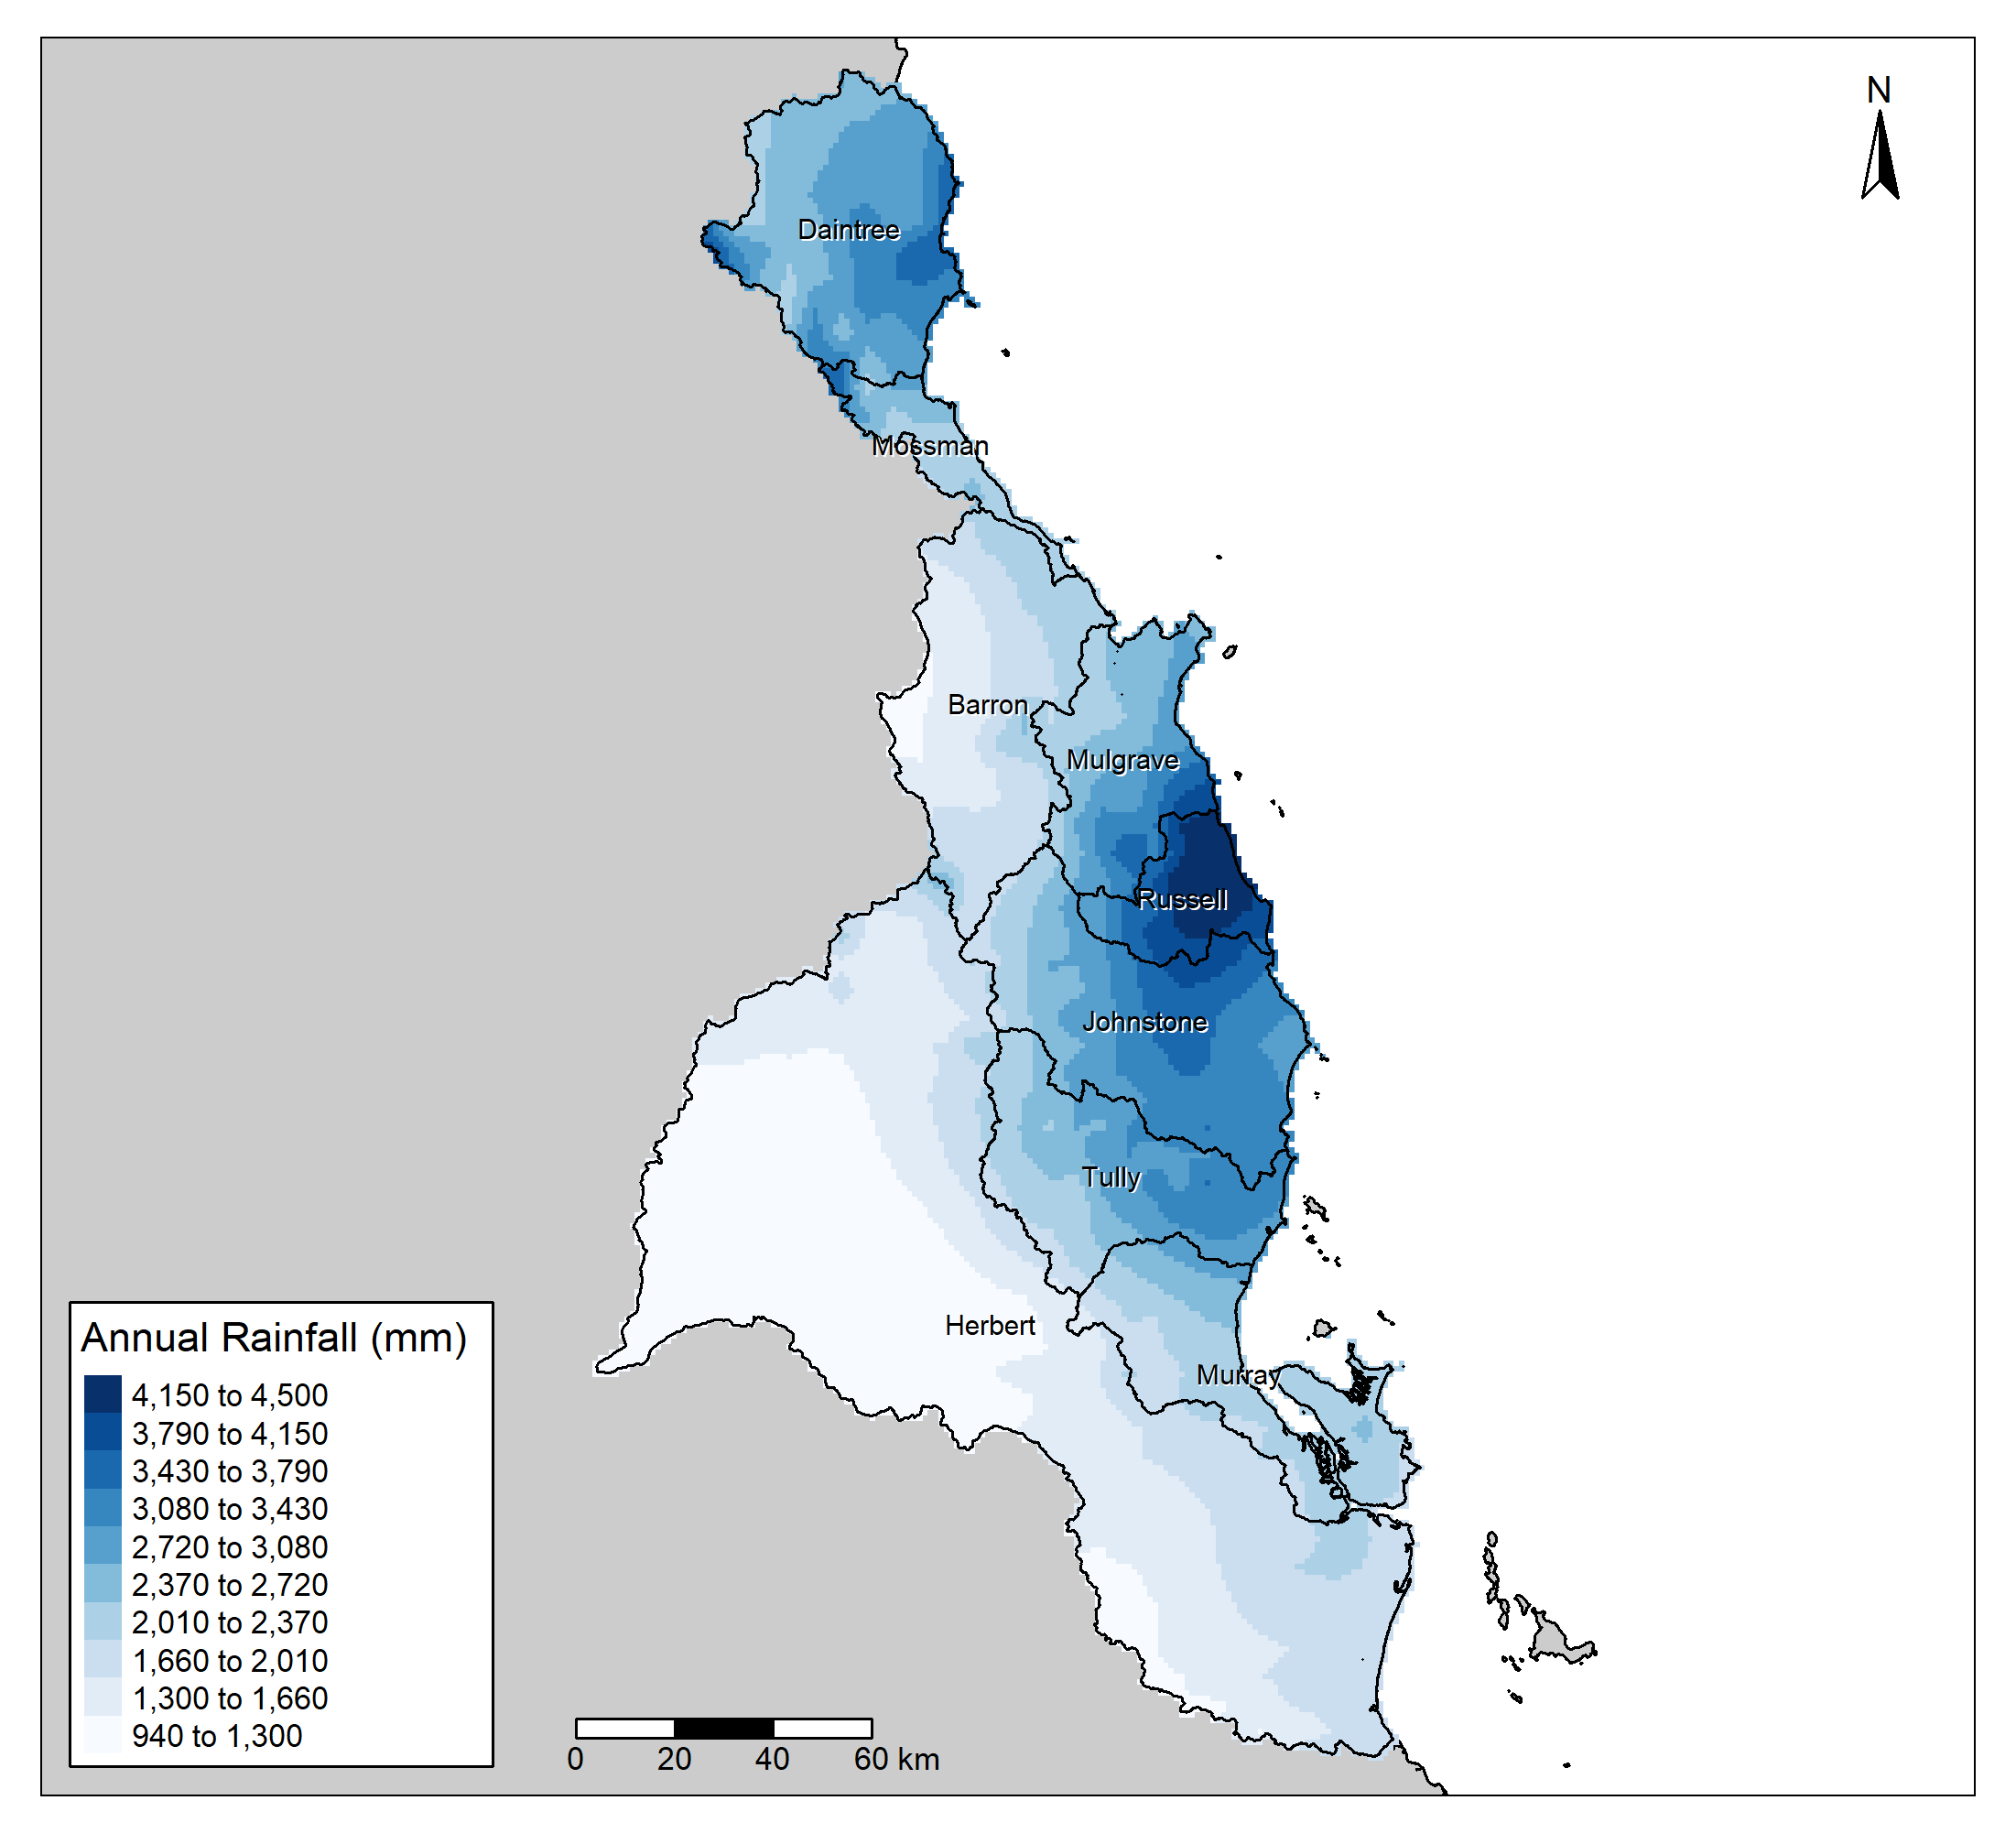 N
Daintree
Mossman
Barron
Mulgrave
Russell
Johnstone
Tully
Herbert
Murray
Annual Rainfall (mm)
4,150 to 4,500
3,790 to 4,150
3,430 to 3,790
3,080 to 3,430
2,720 to 3,080
2,370 to 2,720
2,010 to 2,370
1,660 to 2,010
1,300 to 1,660
940 to 1,300
0 20 40 60 km